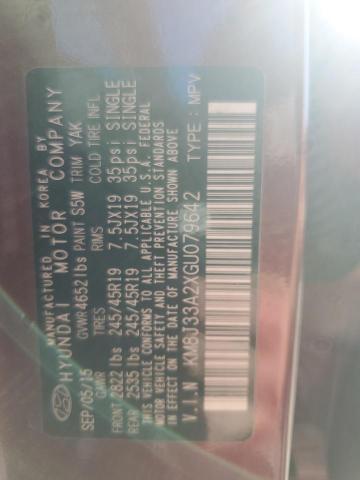 MANUFACTURED IN KOREA BY
HYUNDAI MOTOR COMPANY
SEP/05/15 GVWR 4652 lbs PAINT S5W TRIM YAK
GAWR TIRES RIMS COLD TIRE INFL
FRONT 2822 lbs 245/45R19 7.5JX19 35psi SINGLE
REAR 2535 lbs 245/45R19 7.5JX19 35psi SINGLE
THIS VEHICLE CONFORMS TO ALL APPLICABLE U.S.A. FEDERAL
MOTOR VEHICLE SAFETY AND THEFT PREVENTION STANDARDS
IN EFFECT ON THE DATE OF MANUFACTURE SHOWN ABOVE
V.I.N KM8J33A2XGU079642 TYPE: MPV